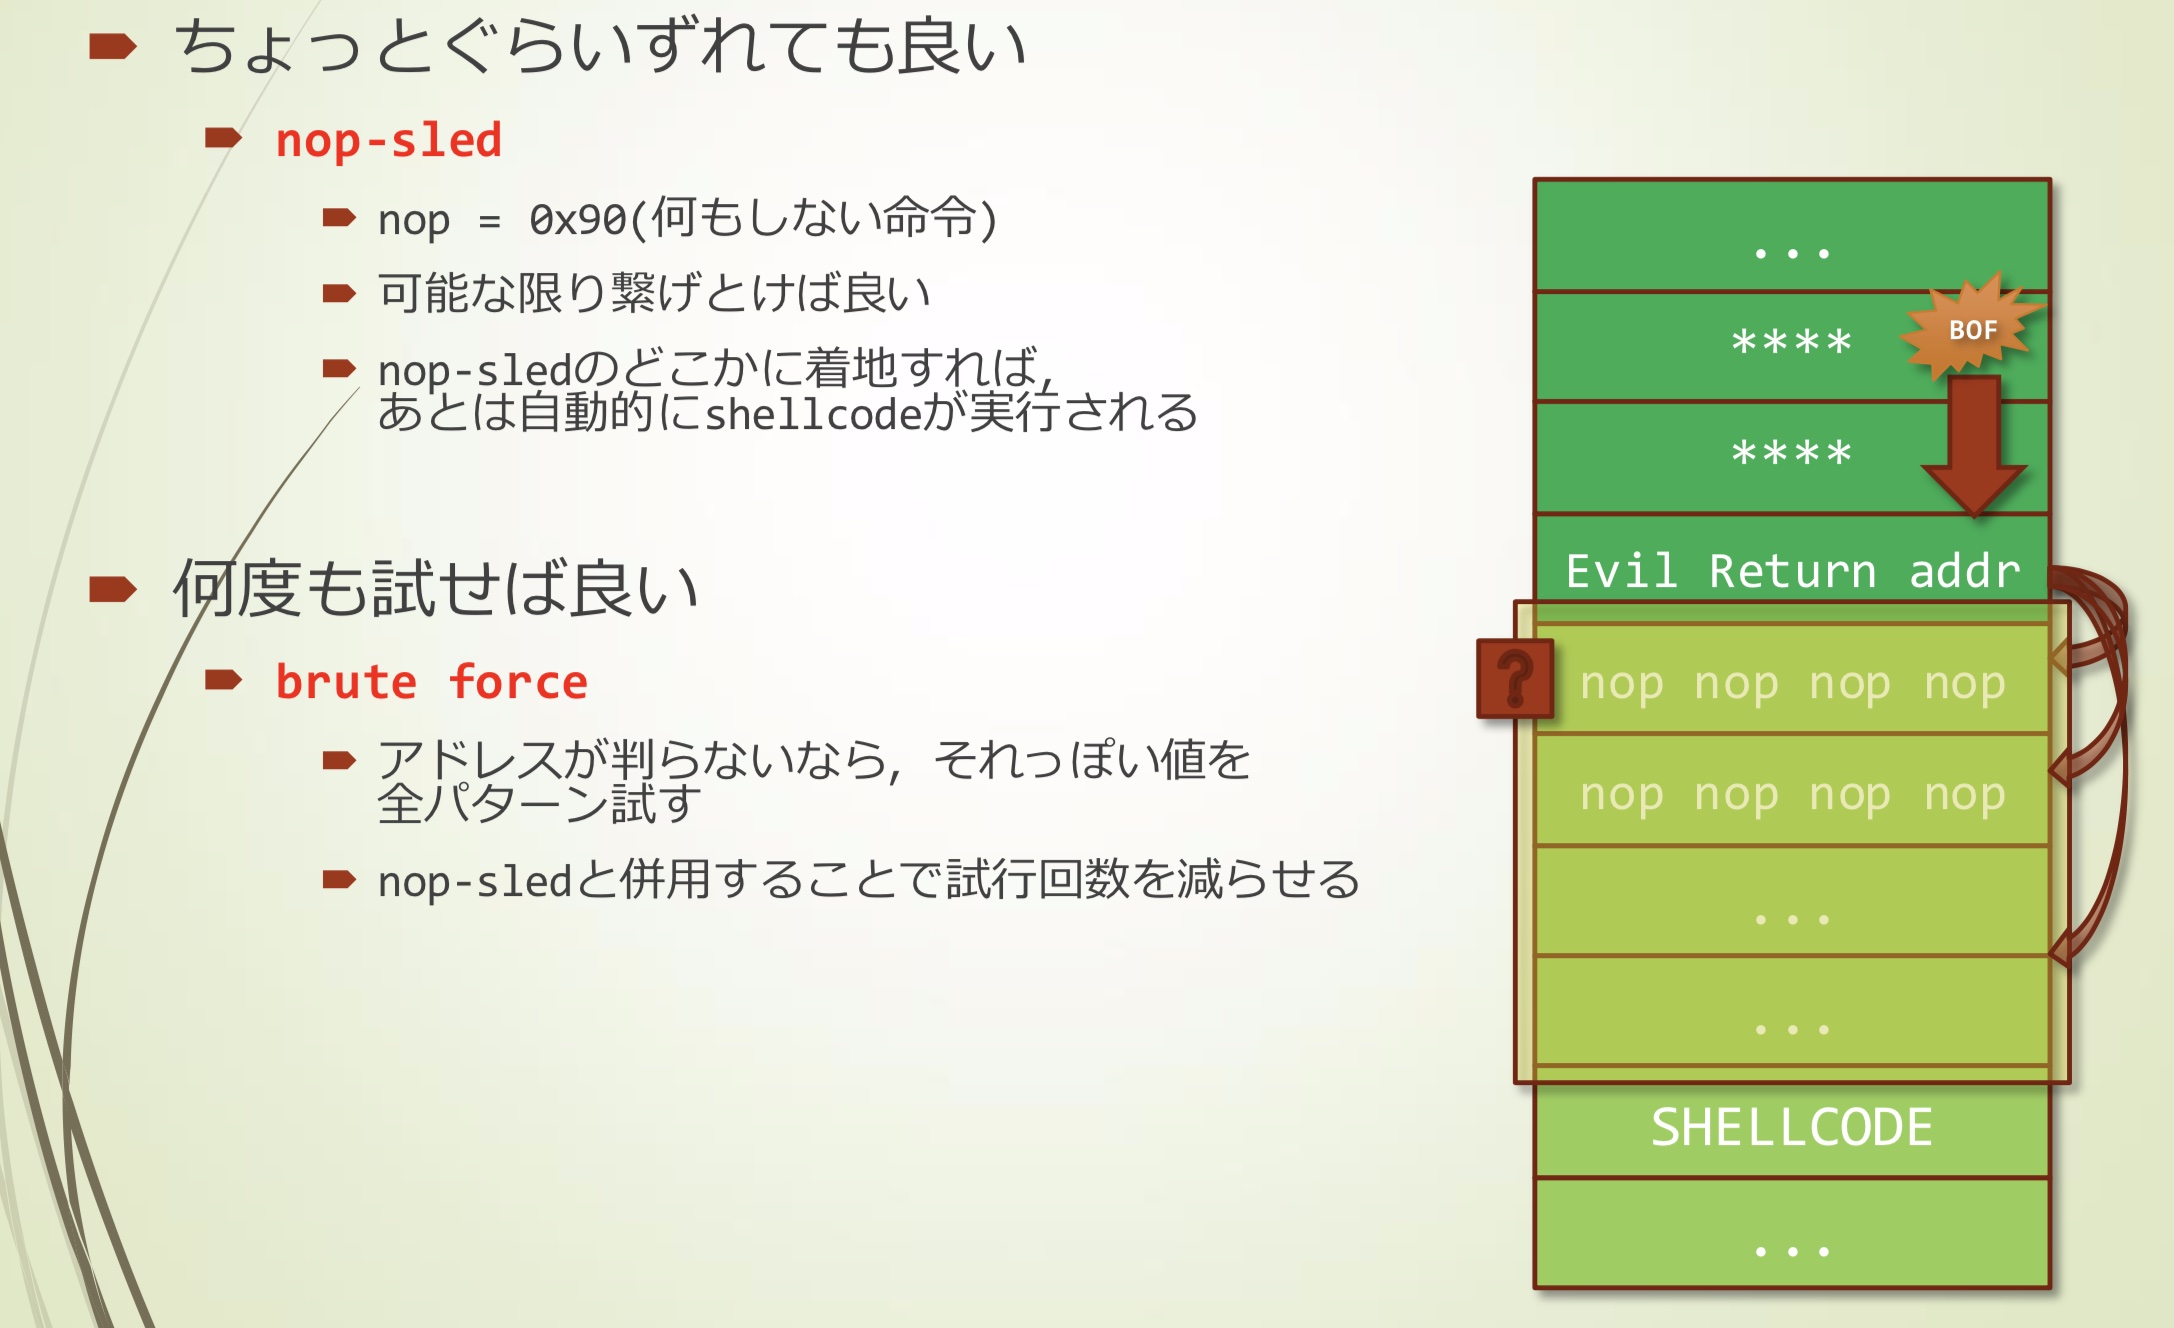 ちょっとぐらいずれても良い
nop-sled
nop = 0x90(何もしない命令)
可能な限り繋げとけば良い
nop-sledのどこかに着地すれば,
あとは自動的にshellcodeが実行される
何度も試せば良い
brute force
アドレスが判らないなら, それっぽい値を
全パターン試す
nop-sledと併用することで試行回数を減らせる
...
****
BOF
****
Evil Return addr
?
nop nop nop nop
nop nop nop nop
...
...
SHELLCODE
...